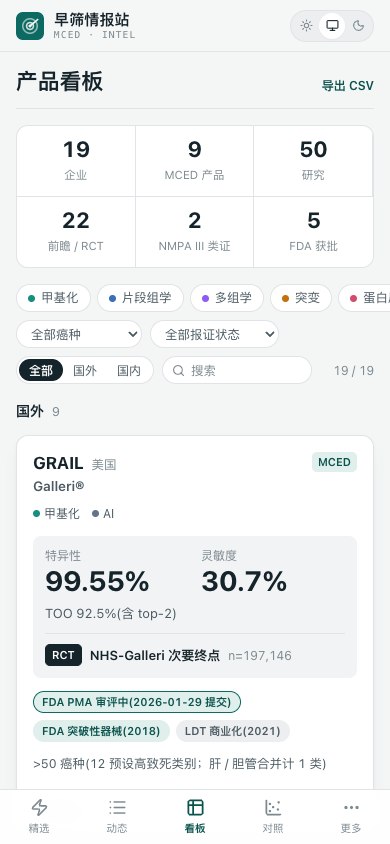 早筛情报站
MCED · INTEL
产品看板
导出 CSV
19
企业
9
MCED 产品
50
研究
22
前瞻 / RCT
2
NMPA III 类证
5
FDA 获批
甲基化
片段组学
多组学
突变
蛋白
全部癌种
全部报证状态
全部
国外
国内
搜索
19 / 19
国外 9
GRAIL 美国
MCED
Galleri®
甲基化
AI
特异性
灵敏度
99.55%
30.7%
TOO 92.5%(含 top-2)
RCT NHS-Galleri 次要终点 n=197,146
FDA PMA 审评中(2026-01-29 提交)
FDA 突破性器械(2018)
LDT 商业化(2021)
>50 癌种(12 预设高致死类别；肝 / 胆管合并计 1 类)
精选
动态
看板
对照
更多